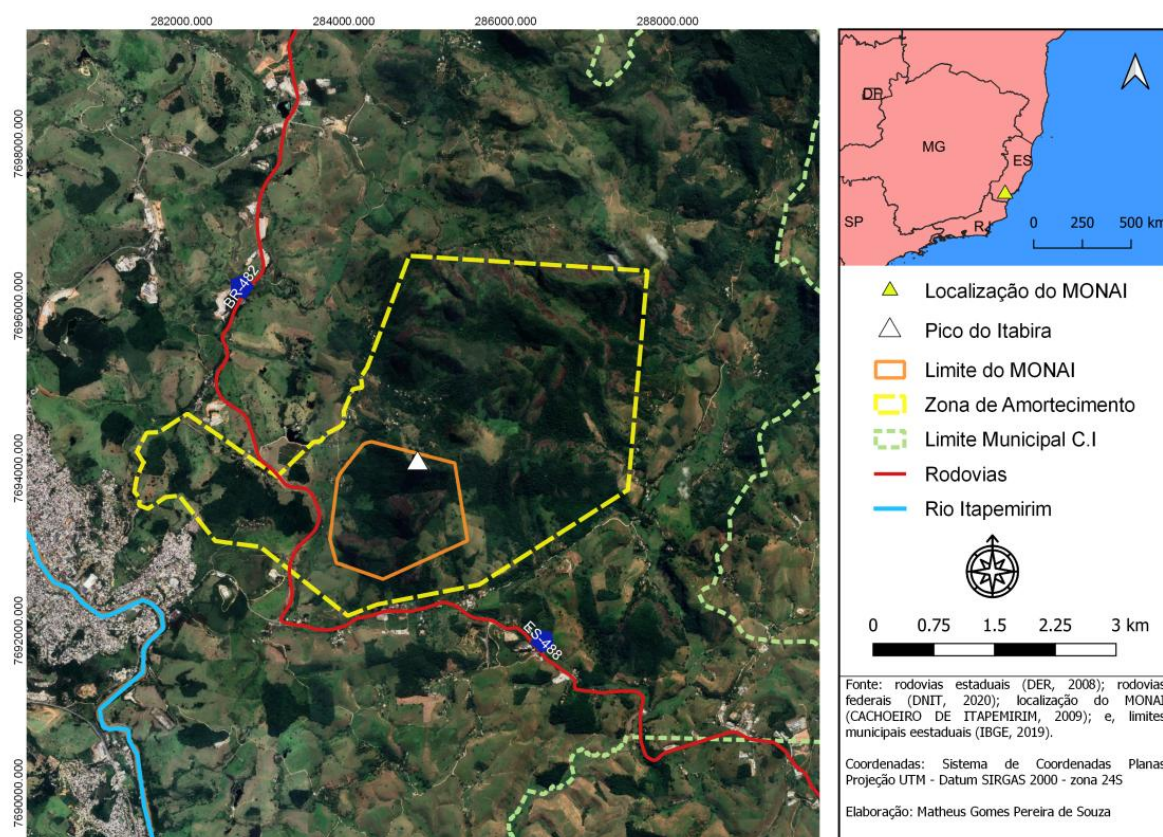 282000.000
284000.000
286000.000
288000.000
7698000.000
7696000.000
7694000.000
7692000.000
7690000.000
BR-482
ES-488
DF
MG
ES
SP
RJ
0 250 500 km
Localização do MONAI
Pico do Itabira
Limite do MONAI
Zona de Amortecimento
Limite Municipal C.I
Rodovias
Rio Itapemirim
0 0.75 1.5 2.25 3 km
Fonte: rodovias estaduais (DER, 2008); rodovias
federais (DNIT, 2020); localização do MONAI
(CACHOEIRO DE ITAPEMIRIM, 2009); e, limites
municipais eestaduais (IBGE, 2019).
Coordenadas: Sistema de Coordenadas Planas
Projeção UTM - Datum SIRGAS 2000 - zona 24S
Elaboração: Matheus Gomes Pereira de Souza